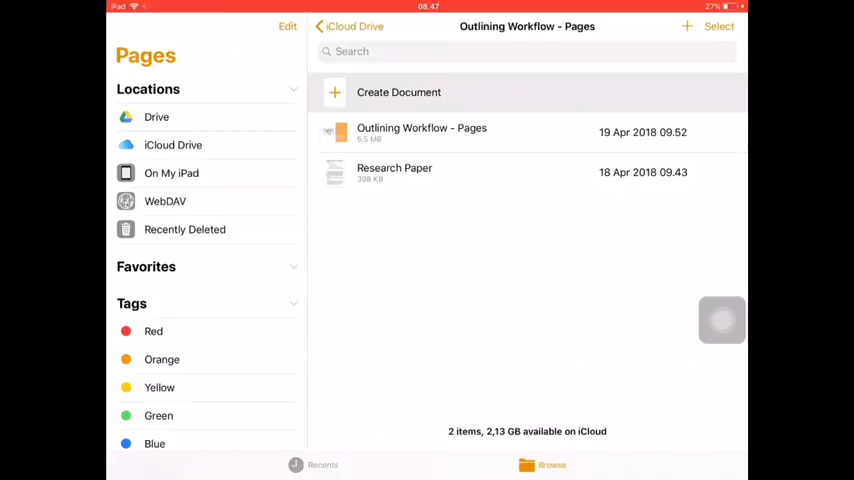 iPad
08.47
27%
Edit
iCloud Drive
Outlining Workflow - Pages
+
Select
Pages
Search
Locations
Create Document
Drive
Outlining Workflow - Pages
19 Apr 2018 09.52
5,5 MB
iCloud Drive
On My iPad
Research Paper
18 Apr 2018 09.43
398 KB
WebDAV
Recently Deleted
Favorites
Tags
Red
Orange
Yellow
Green
Blue
2 items, 2,13 GB available on iCloud
Recents
Browse